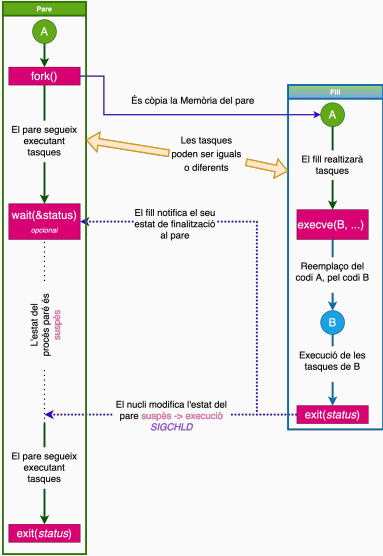 Pare
A
fork()
És còpia la Memòria del pare
Fill
A
El pare segueix
executant
tasques
Les tasques
poden ser iguals
o diferents
El fill realtizarà
tasques
wait(&status)
opcional
El fill notifica el seu
estat de finalització
al pare
execve(B, ...)
Reemplaço del
codi A, pel codi B
L'estat del
procés pare és
suspès
B
Execució de les
tasques de B
El nucli modifica l'estat del
pare suspès -> execució
SIGCHLD
exit(status)
El pare segueix
executant
tasques
exit(status)